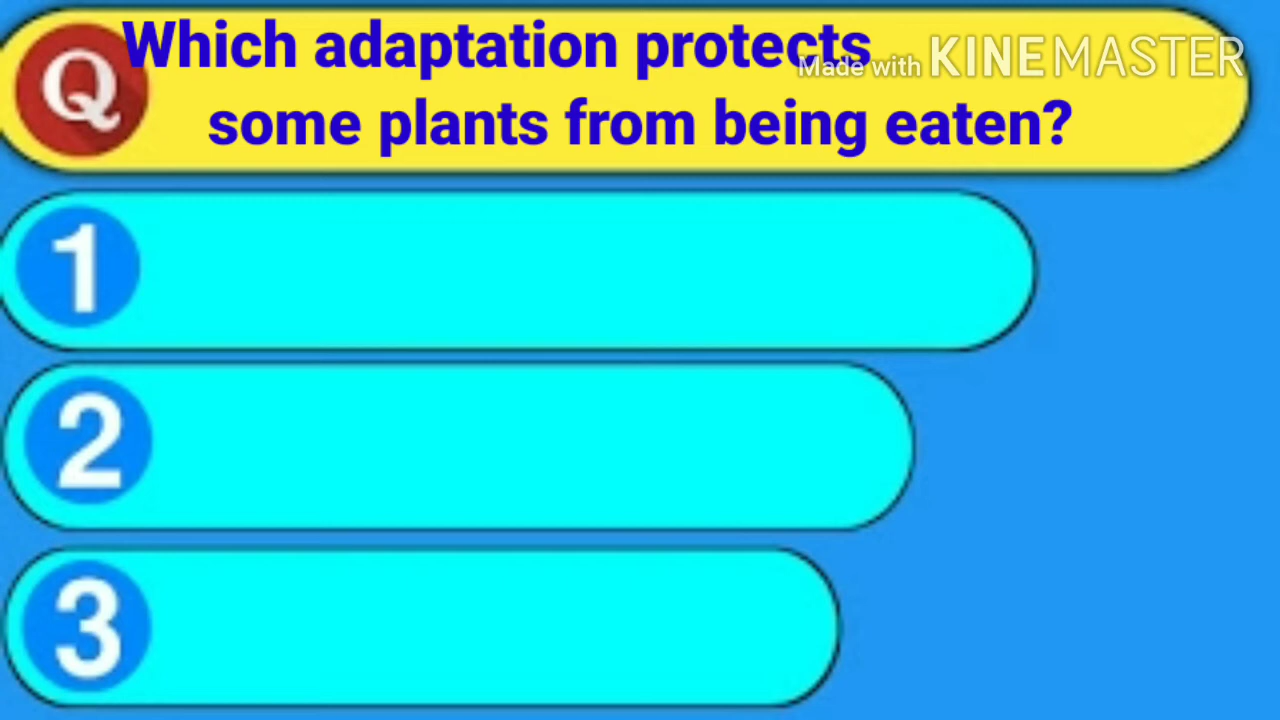 Q
Which adaptation protects
Made with KINEMASTER
some plants from being eaten?
1
2
3